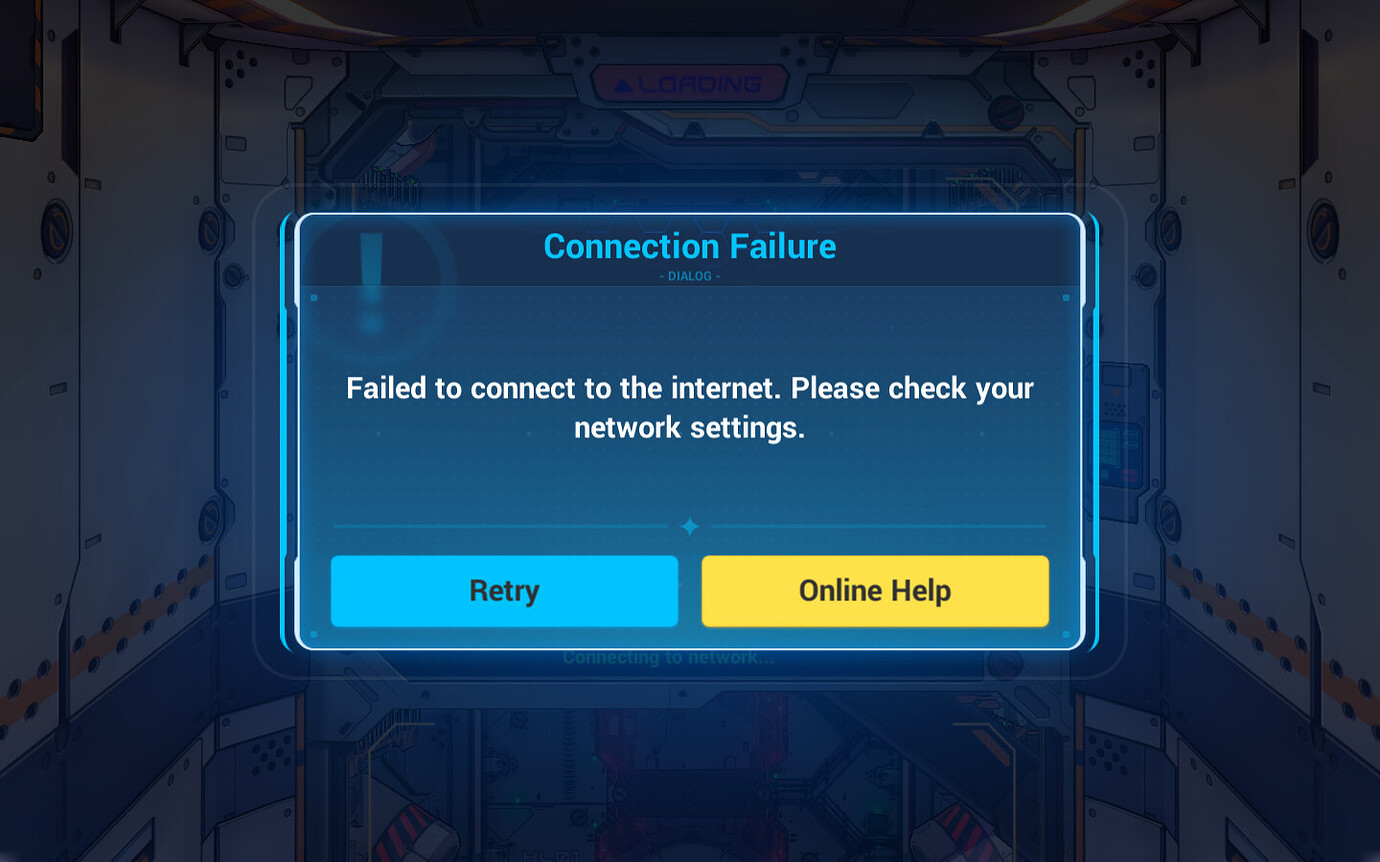 LOADING
Connection Failure
- DIALOG -
Failed to connect to the internet. Please check your
network settings.
Retry
Online Help
Connecting to network...